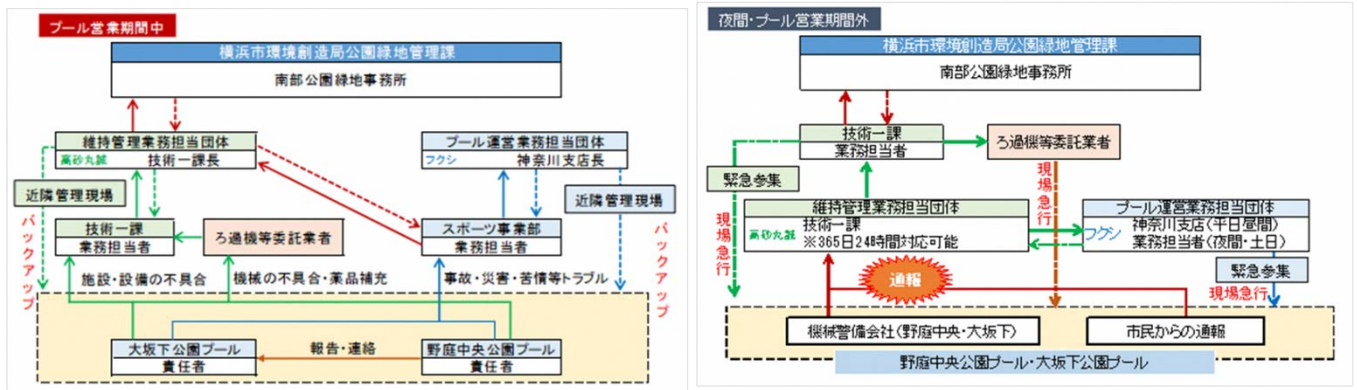 プール営業期間中
横浜市環境創造局公園緑地管理課
南部公園緑地事務所
維持管理業務担当団体
高砂丸誠 技術一課長
プール運営業務担当団体
フクシ 神奈川支店長
近隣管理現場
近隣管理現場
バックアップ
バックアップ
技術一課
業務担当者
ろ過機等委託業者
スポーツ事業部
業務担当者
施設・設備の不具合
機械の不具合・薬品補充
事故・災害・苦情等トラブル
大坂下公園プール
責任者
報告・連絡
野庭中央公園プール
責任者
夜間・プール営業期間外
横浜市環境創造局公園緑地管理課
南部公園緑地事務所
技術一課
業務担当者
ろ過機等委託業者
緊急参集
現場急行
現場急行
維持管理業務担当団体
高砂丸誠 技術一課
※365日24時間対応可能
プール運営業務担当団体
フクシ 神奈川支店(平日昼間)
業務担当者(夜間・土日)
通報
緊急参集
現場急行
機械警備会社(野庭中央・大坂下)
市民からの通報
野庭中央公園プール・大坂下公園プール